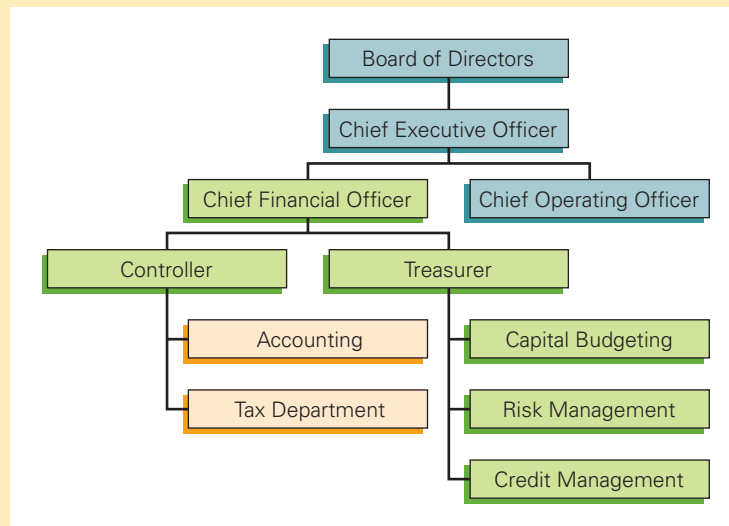 Board of Directors
Chief Executive Officer
Chief Financial Officer
Chief Operating Officer
Controller
Treasurer
Accounting
Capital Budgeting
Tax Department
Risk Management
Credit Management